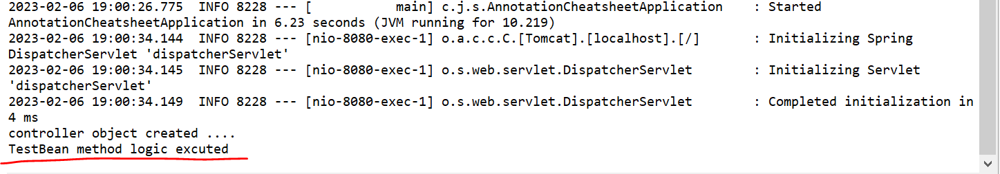 2023-02-06 19:00:26.775  INFO 8228 --- [           main] c.j.s.AnnotationCheatsheetApplication    : Started
AnnotationCheatsheetApplication in 6.23 seconds (JVM running for 10.219)
2023-02-06 19:00:34.144  INFO 8228 --- [nio-8080-exec-1] o.a.c.c.C.[Tomcat].[localhost].[/]       : Initializing Spring
DispatcherServlet 'dispatcherServlet'
2023-02-06 19:00:34.145  INFO 8228 --- [nio-8080-exec-1] o.s.web.servlet.DispatcherServlet        : Initializing Servlet
'dispatcherServlet'
2023-02-06 19:00:34.149  INFO 8228 --- [nio-8080-exec-1] o.s.web.servlet.DispatcherServlet        : Completed initialization in
4 ms
controller object created ....
TestBean method logic excuted